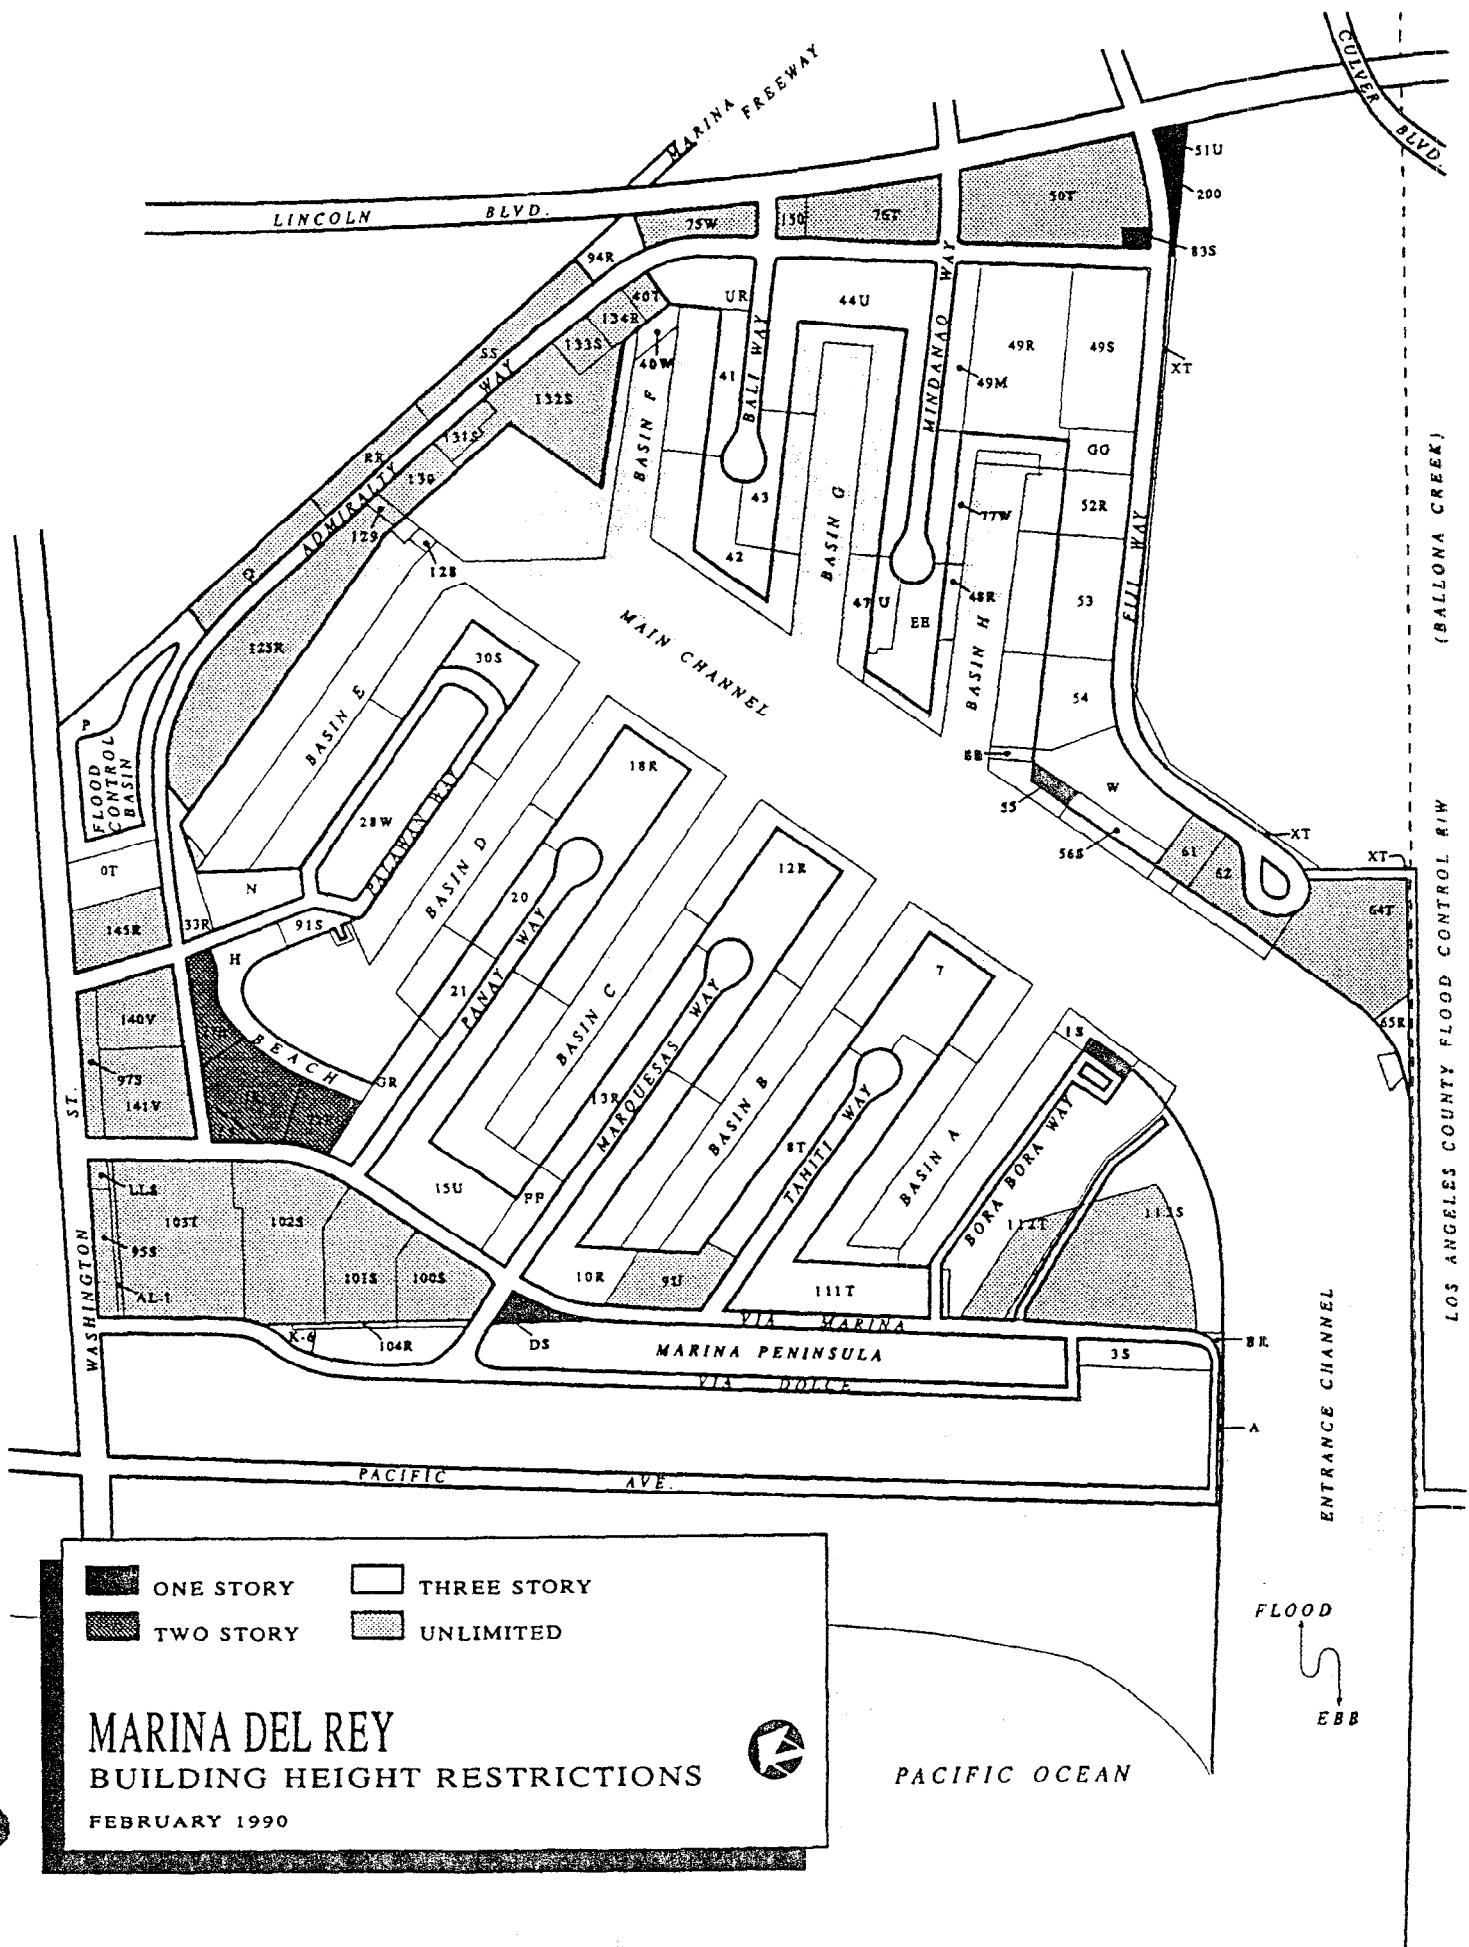 CULVER BLVD.
MARINA FREEWAY
LINCOLN BLVD.
51U
200
83S
50T
75W
150
76T
94R
40T
UR
44U
134R
133S
40W
132S
41
BALI WAY
MINDANAO WAY
49R
49S
49M
XT
SS
ADMIRALTY WAY
131S
RR
130
BASIN F
43
42
BASIN G
GG
52R
77W
129
128
Q
47U
EE
48R
BASIN H
53
FIJI WAY
(BALLONA CREEK)
125R
MAIN CHANNEL
30S
54
P
FLOOD CONTROL BASIN
BASIN E
BB
W
55
56S
61
62
XT
XT
64T
65R
LOS ANGELES COUNTY FLOOD CONTROL R/W
18R
28W
PALAWAN WAY
BASIN D
OT
N
145R
33R
91S
H
BEACH
GR
20
21
PANAY WAY
12R
BASIN C
13R
MARQUESAS WAY
7
BASIN B
8T
TAHITI WAY
1S
BASIN A
BORA BORA WAY
140V
97S
141V
WASHINGTON ST.
LLS
95S
AL-1
103T
102S
101S
100S
15U
FF
10R
9U
111T
112T
113S
K-6
104R
DS
VIA MARINA
MARINA PENINSULA
VIA DOLCE
3S
BR
A
ENTRANCE CHANNEL
PACIFIC AVE.
ONE STORY
THREE STORY
TWO STORY
UNLIMITED
MARINA DEL REY
BUILDING HEIGHT RESTRICTIONS
FEBRUARY 1990
FLOOD
EBB
PACIFIC OCEAN